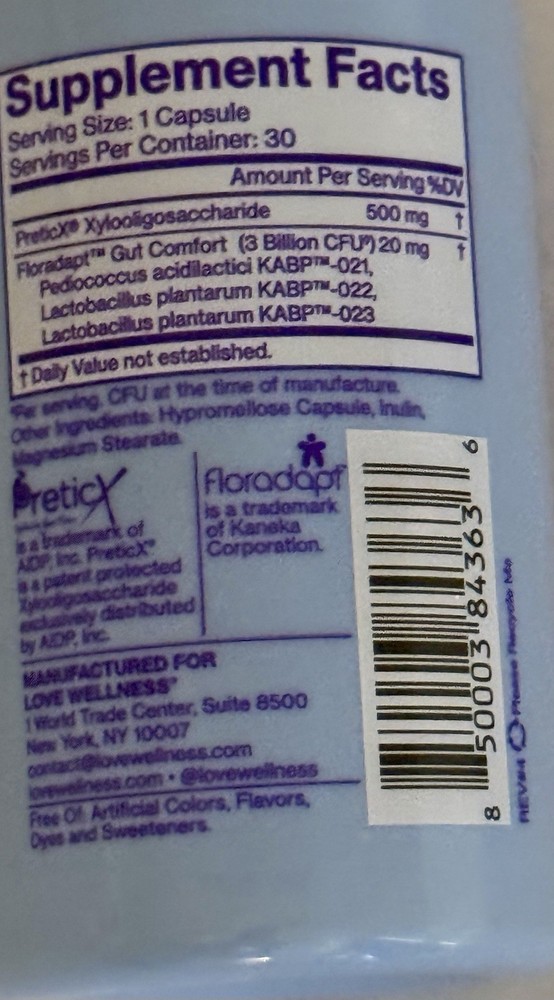 Supplement Facts
Serving Size: 1 Capsule
Servings Per Container: 30
Amount Per Serving %DV
PreticX® Xylooligosaccharide 500 mg †
Floradapt™ Gut Comfort (3 Billion CFU*) 20 mg †
Pediococcus acidilactici KABP™-021,
Lactobacillus plantarum KABP™-022,
Lactobacillus plantarum KABP™-023
† Daily Value not established.
*Per serving. CFU at the time of manufacture.
Other Ingredients: Hypromellose Capsule, Inulin,
Magnesium Stearate.
PreticX
is a trademark of
AIDP, Inc. PreticX®
is a patent protected
Xylooligosaccharide
exclusively distributed
by AIDP, Inc.
Floradapt
is a trademark
of Kaneka
Corporation.
MANUFACTURED FOR
LOVE WELLNESS®
1 World Trade Center, Suite 8500
New York, NY 10007
contact@lovewellness.com
lovewellness.com • @lovewellness
Free Of: Artificial Colors, Flavors,
Dyes and Sweeteners.
8 50003 84363 6
Please Recycle Me